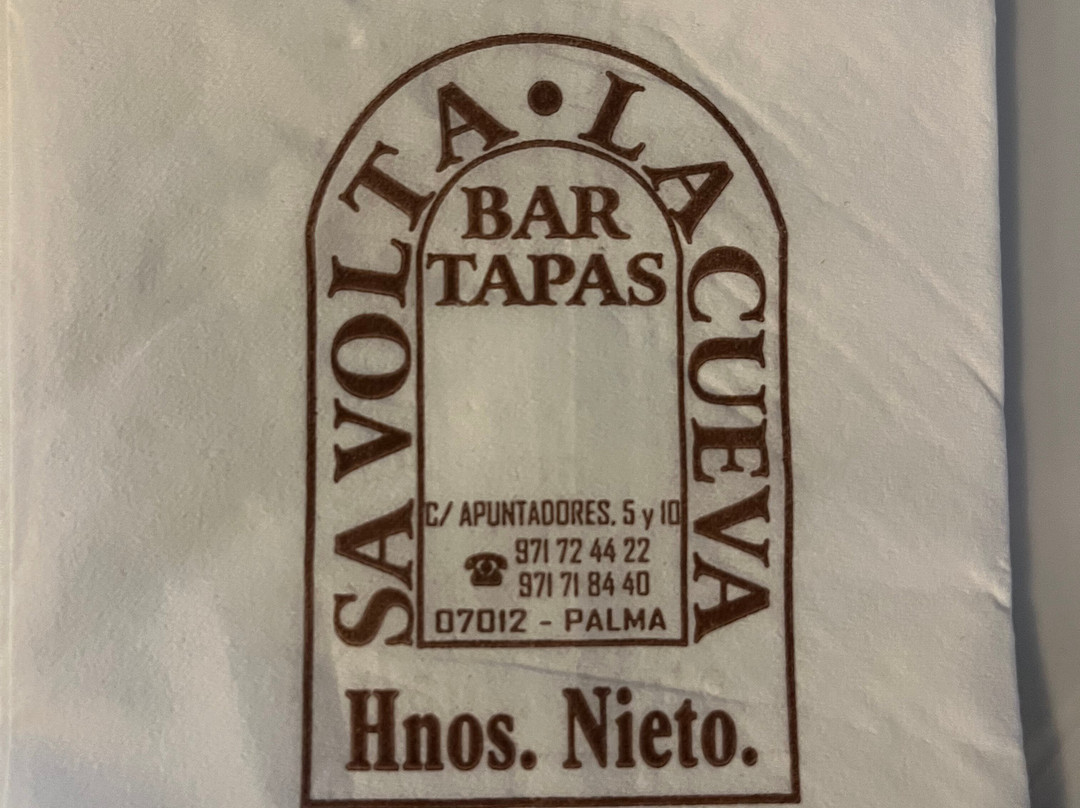 SA VOLTA • LA CUEVA
BAR
TAPAS
C/ APUNTADORES, 5 y 10
971 72 44 22
971 71 84 40
07012 - PALMA
Hnos. Nieto.